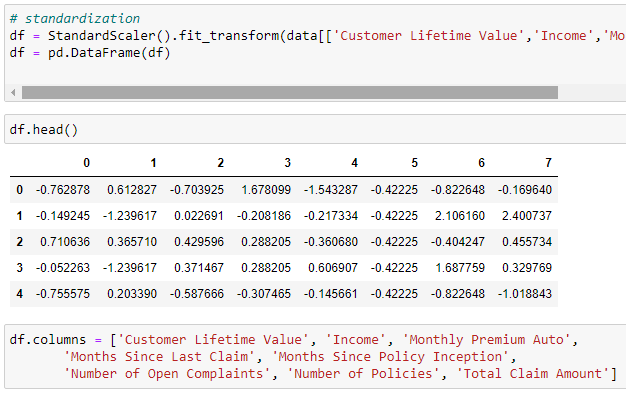 # standardization
df = StandardScaler().fit_transform(data[['Customer Lifetime Value','Income','Mo
df = pd.DataFrame(df)
df.head()
0 1 2 3 4 5 6 7
0 -0.762878 0.612827 -0.703925 1.678099 -1.543287 -0.42225 -0.822648 -0.169640
1 -0.149245 -1.239617 0.022691 -0.208186 -0.217334 -0.42225 2.106160 2.400737
2 0.710636 0.365710 0.429596 0.288205 -0.360680 -0.42225 -0.404247 0.455734
3 -0.052263 -1.239617 0.371467 0.288205 0.606907 -0.42225 1.687759 0.329769
4 -0.755575 0.203390 -0.587666 -0.307465 -0.145661 -0.42225 -0.822648 -1.018843
df.columns = ['Customer Lifetime Value', 'Income', 'Monthly Premium Auto',
'Months Since Last Claim', 'Months Since Policy Inception',
'Number of Open Complaints', 'Number of Policies', 'Total Claim Amount']